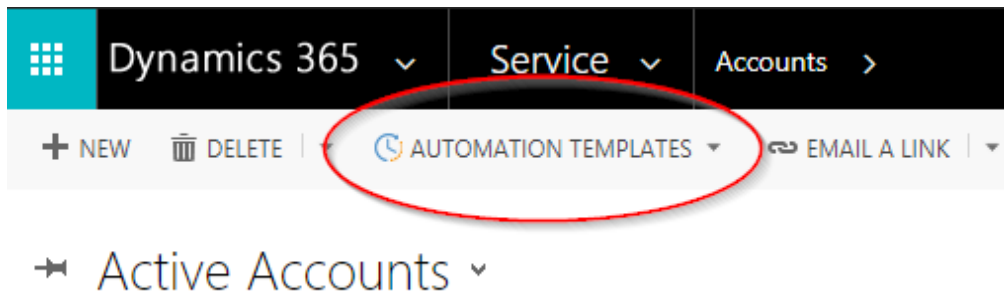 Dynamics 365 Service Accounts
NEW DELETE AUTOMATION TEMPLATES EMAIL A LINK
Active Accounts